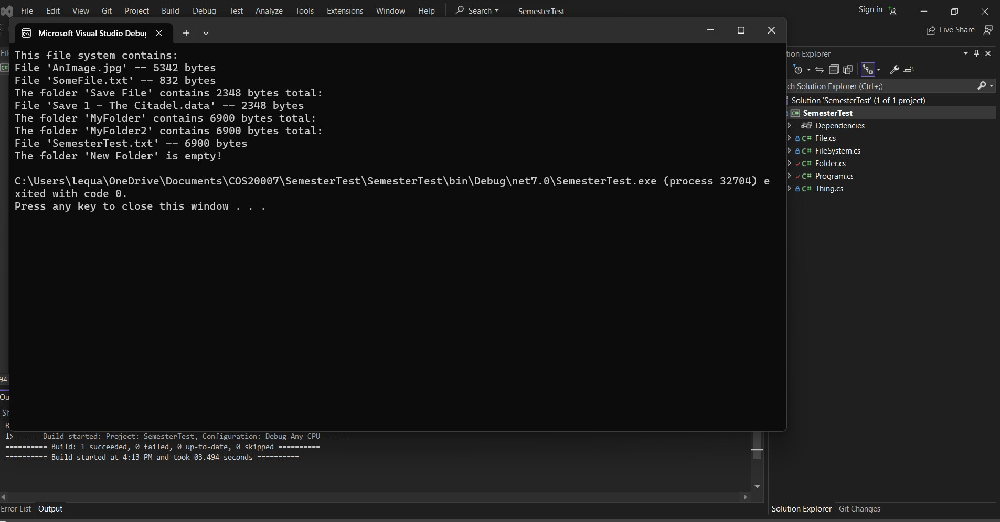 File Edit View Git Project Build Debug Test Analyze Tools Extensions Window Help Search SemesterTest Sign in
Live Share
Microsoft Visual Studio Debu
This file system contains:
File 'AnImage.jpg' -- 5342 bytes
File 'SomeFile.txt' -- 832 bytes
The folder 'Save File' contains 2348 bytes total:
File 'Save 1 - The Citadel.data' -- 2348 bytes
The folder 'MyFolder' contains 6900 bytes total:
The folder 'MyFolder2' contains 6900 bytes total:
File 'SemesterTest.txt' -- 6900 bytes
The folder 'New Folder' is empty!
C:\Users\lequa\OneDrive\Documents\COS20007\SemesterTest\SemesterTest\bin\Debug\net7.0\SemesterTest.exe (process 32704) e
xited with code 0.
Press any key to close this window . . .
tion Explorer
ch Solution Explorer (Ctrl+;)
Solution 'SemesterTest' (1 of 1 project)
C# SemesterTest
Dependencies
C# File.cs
C# FileSystem.cs
C# Folder.cs
C# Program.cs
C# Thing.cs
Fil
C#
94
Ou
Sh
B
1>------ Build started: Project: SemesterTest, Configuration: Debug Any CPU ------
========== Build: 1 succeeded, 0 failed, 0 up-to-date, 0 skipped ==========
========== Build started at 4:13 PM and took 03.494 seconds ==========
Error List Output
Solution Explorer Git Changes